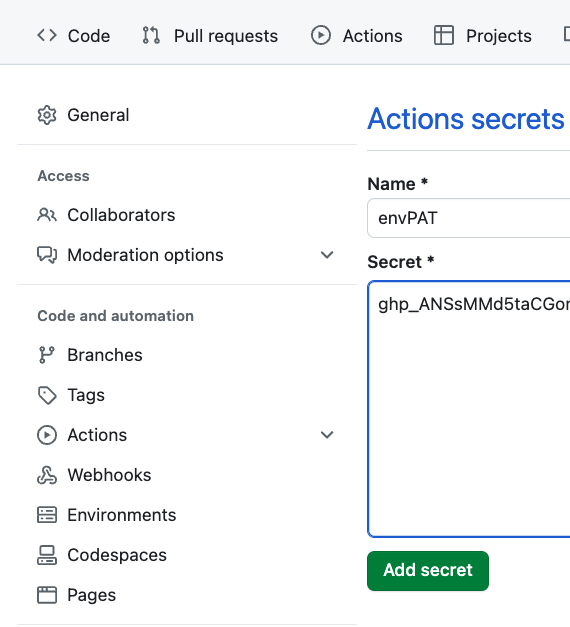 Code
Pull requests
Actions
Projects
General
Access
Collaborators
Moderation options
Code and automation
Branches
Tags
Actions
Webhooks
Environments
Codespaces
Pages
Actions secrets
Name *
envPAT
Secret *
ghp_ANSsMMd5taCGor
Add secret